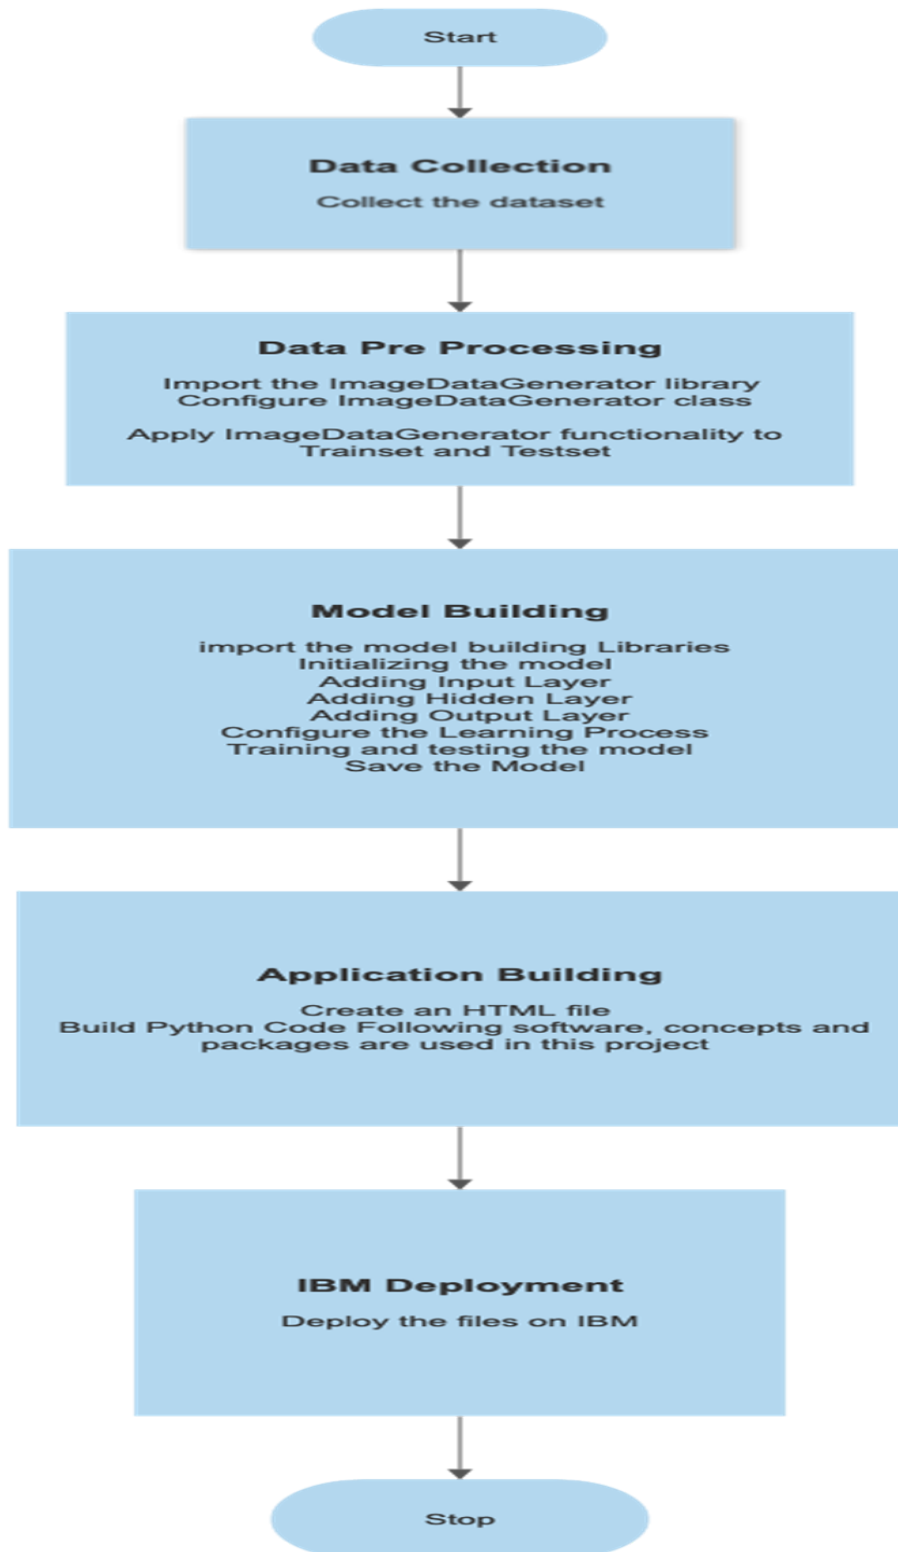 Start
Data Collection
Collect the dataset
Data Pre Processing
Import the ImageDataGenerator library
Configure ImageDataGenerator class
Apply ImageDataGenerator functionality to
Trainset and Testset
Model Building
import the model building Libraries
Initializing the model
Adding Input Layer
Adding Hidden Layer
Adding Output Layer
Configure the Learning Process
Training and testing the model
Save the Model
Application Building
Create an HTML file
Build Python Code Following software, concepts and
packages are used in this project
IBM Deployment
Deploy the files on IBM
Stop